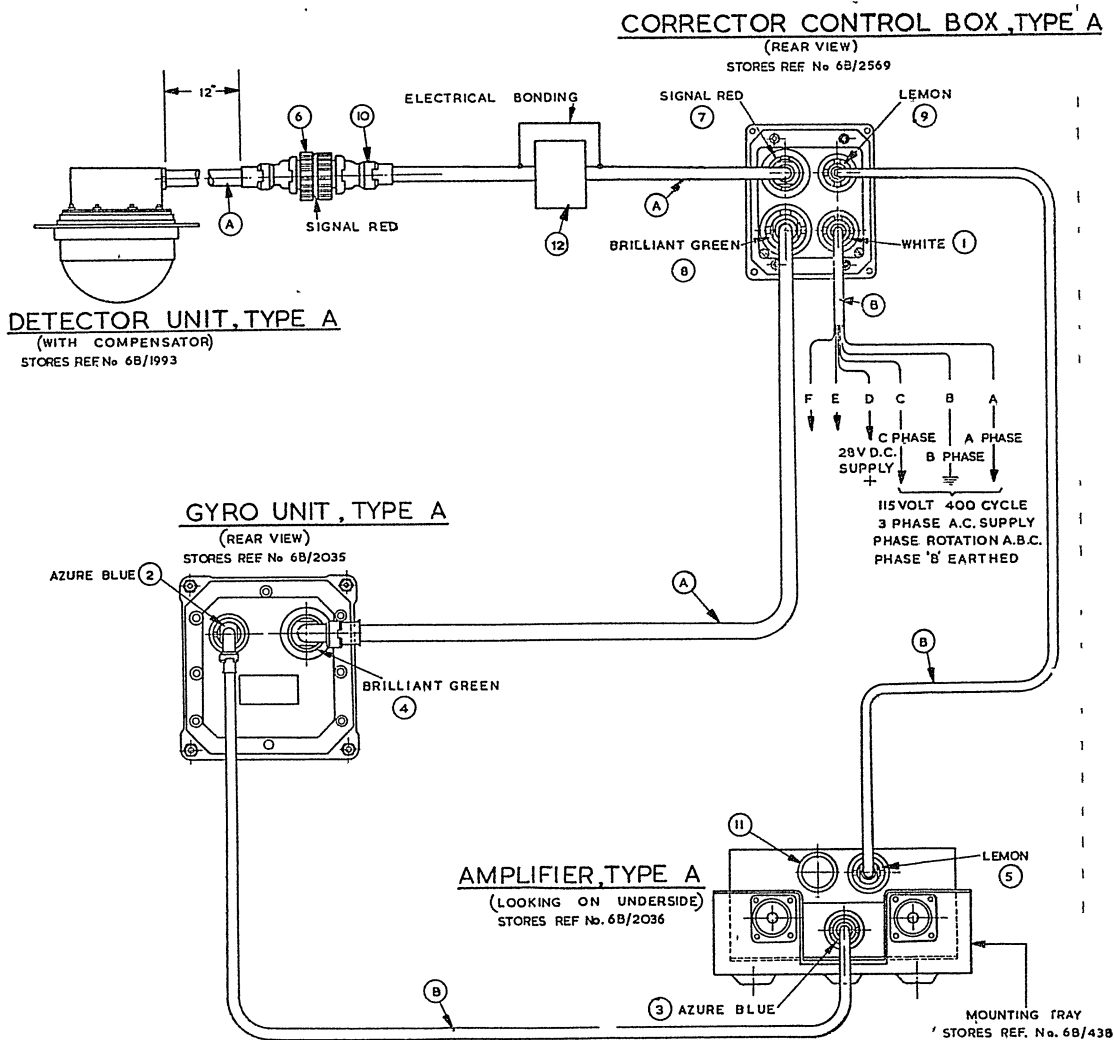 CORRECTOR CONTROL BOX, TYPE A
(REAR VIEW)
STORES REF No 6B/2569
12"
6
10
ELECTRICAL BONDING
SIGNAL RED
7
LEMON
9
A
SIGNAL RED
12
A
BRILLIANT GREEN
8
WHITE
1
B
DETECTOR UNIT, TYPE A
(WITH COMPENSATOR)
STORES REF. No 6B/1993
F E D C B A
C PHASE
A PHASE
28V D.C.
SUPPLY
+
B PHASE
115 VOLT 400 CYCLE
3 PHASE A.C. SUPPLY
PHASE ROTATION A.B.C.
PHASE 'B' EARTHED
GYRO UNIT, TYPE A
(REAR VIEW)
STORES REF No 6B/2035
AZURE BLUE 2
A
B
BRILLIANT GREEN
4
11
LEMON
5
AMPLIFIER, TYPE A
(LOOKING ON UNDERSIDE)
STORES REF No. 6B/2036
B
3 AZURE BLUE
MOUNTING TRAY
STORES REF. No. 6B/438